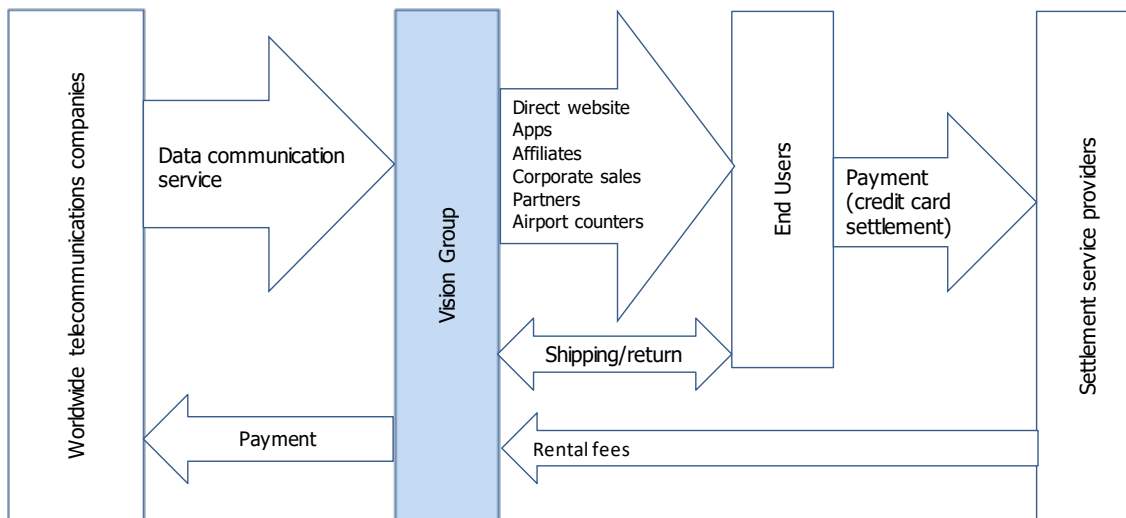 Worldwide telecommunications companies
Data communication
service
Payment
Vision Group
Direct website
Apps
Affiliates
Corporate sales
Partners
Airport counters
Shipping/return
Rental fees
End Users
Payment
(credit card
settlement)
Settlement service providers